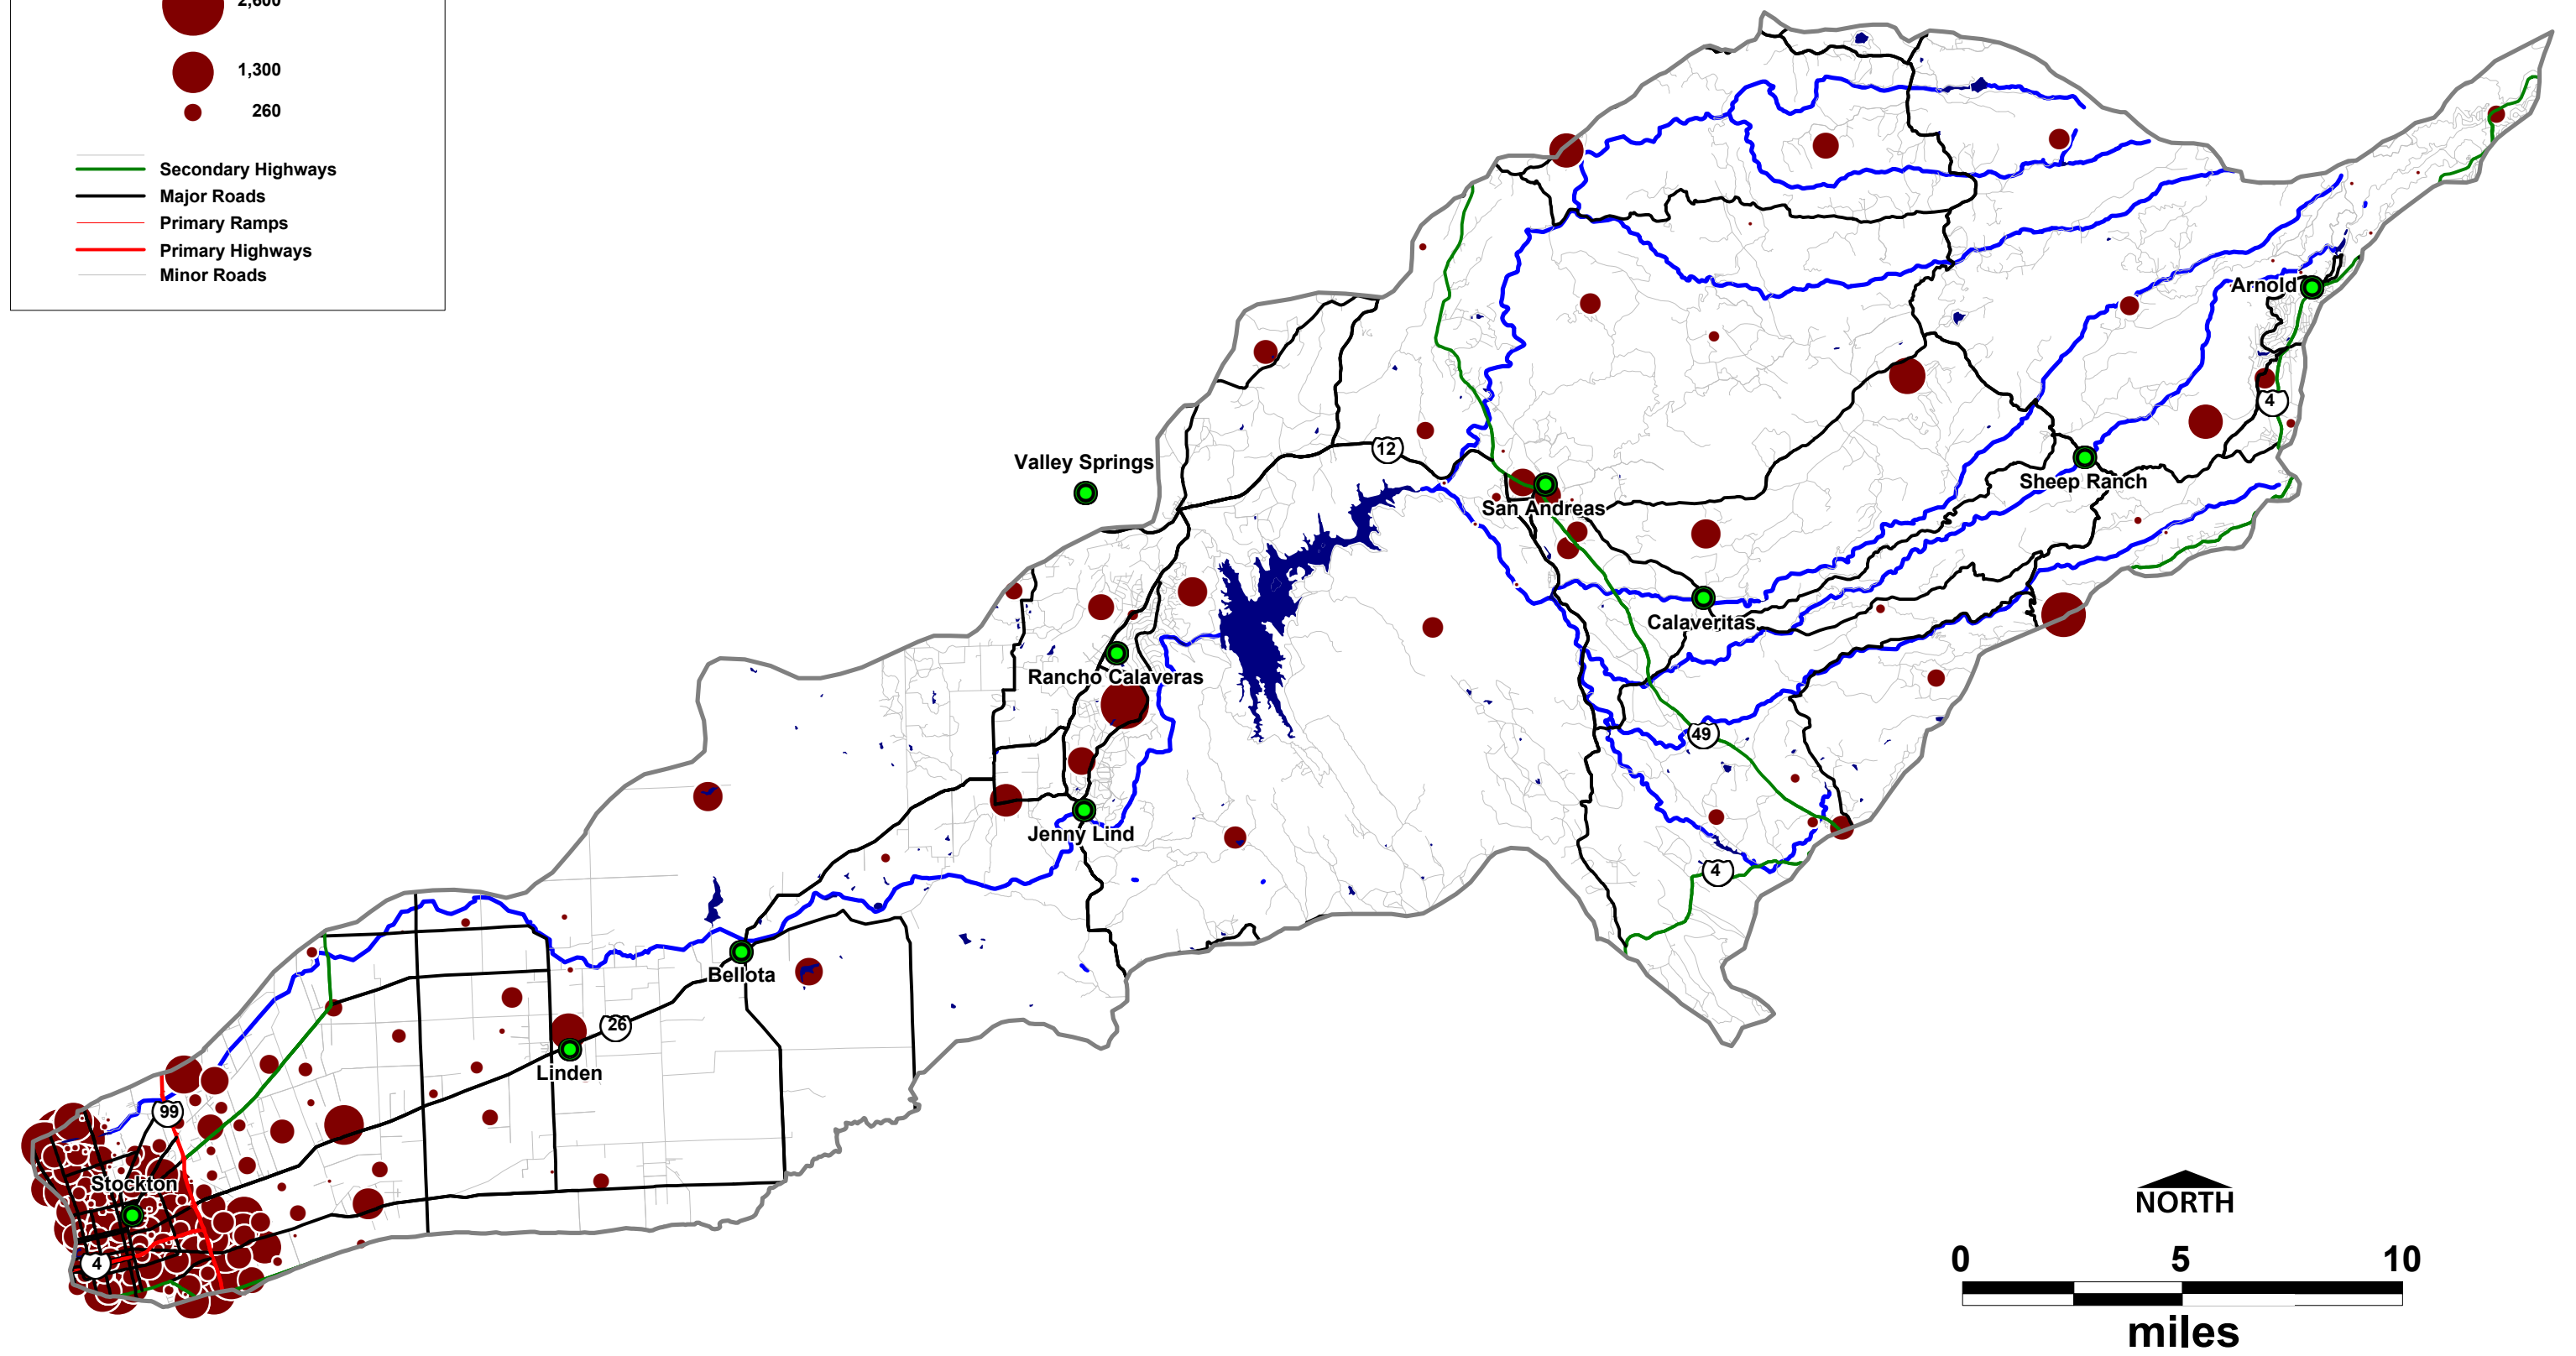 2,600
1,300
260
Secondary Highways
Major Roads
Primary Ramps
Primary Highways
Minor Roads
Arnold
4
12
Valley Springs
Sheep Ranch
San Andreas
Calaveritas
Rancho Calaveras
49
Jenny Lind
4
Bellota
26
Linden
99
Stockton
4
NORTH
0 5 10
miles